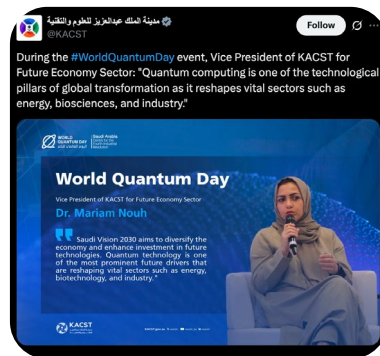 مدينة الملك عبدالعزيز للعلوم والتقنية
@KACST
Follow
During the #WorldQuantumDay event, Vice President of KACST for
Future Economy Sector: "Quantum computing is one of the technological
pillars of global transformation as it reshapes vital sectors such as
energy, biosciences, and industry."
WORLD
QUANTUM DAY
Saudi Arabia
World Quantum Day
Vice President of KACST for Future Economy Sector
Dr. Mariam Nouh
Saudi Vision 2030 aims to diversify the
economy and enhance investment in future
technologies. Quantum technology is one
of the most prominent future drivers that
are reshaping vital sectors such as energy,
biotechnology, and industry."
KACST